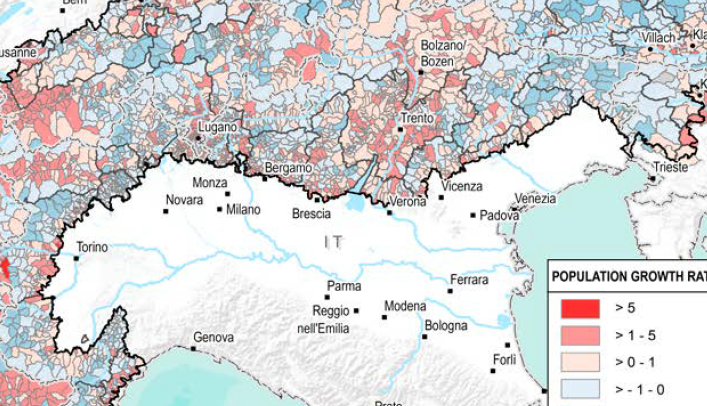 Bern
Villach
Bolzano/
Bozen
Trento
Lugano
Bergamo
Trieste
Monza
Novara
Milano
Brescia
Verona
Vicenza
Padova
Venezia
IT
Torino
Parma
Reggio
nell'Emilia
Modena
Ferrara
Bologna
Genova
Forlì
POPULATION GROWTH RAT
> 5
> 1 - 5
> 0 - 1
> - 1 - 0